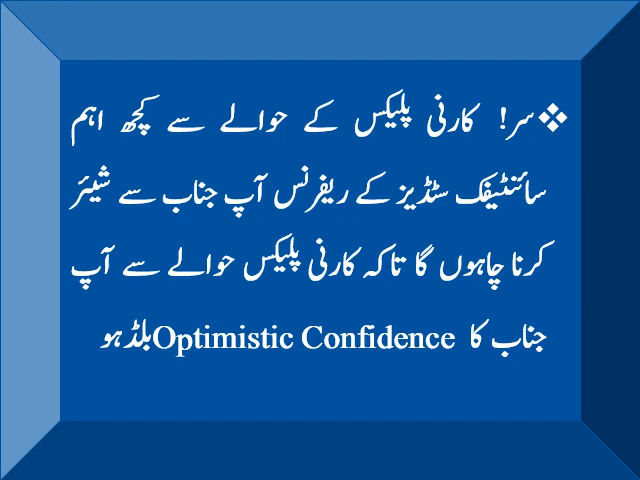 ❖سر! کارنی پلیکس کے حوالے سے کچھ اہم
سائنٹیفک سٹڈیز کے ریفرنس آپ جناب سے شیئر
کرنا چاہوں گا تاکہ کارنی پلیکس حوالے سے آپ
جناب کا Optimistic Confidence بلڈ ہو